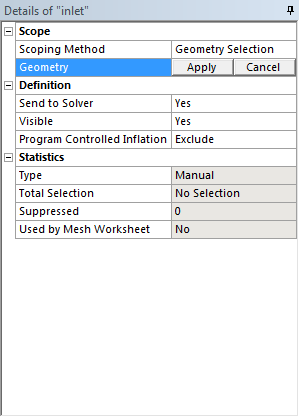 Details of "inlet"
Scope
Scoping Method Geometry Selection
Geometry Apply Cancel
Definition
Send to Solver Yes
Visible Yes
Program Controlled Inflation Exclude
Statistics
Type Manual
Total Selection No Selection
Suppressed 0
Used by Mesh Worksheet No